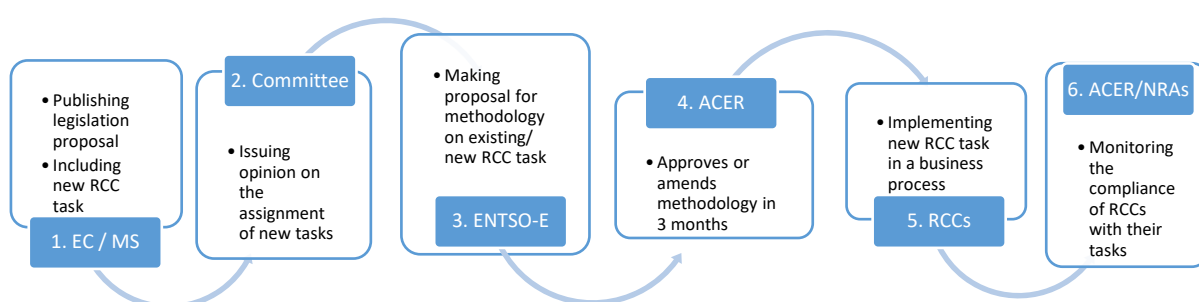 • Publishing
legislation
proposal
• Including
new RCC
task
1. EC / MS
2. Committee
• Issuing
opinion on
the
assignment
of new tasks
• Making
proposal for
methodology
on existing/
new RCC task
3. ENTSO-E
4. ACER
• Approves or
amends
methodology in
3 months
• Implementing
new RCC task
in a business
process
5. RCCs
6. ACER/NRAs
• Monitoring
the
compliance
of RCCs
with their
tasks